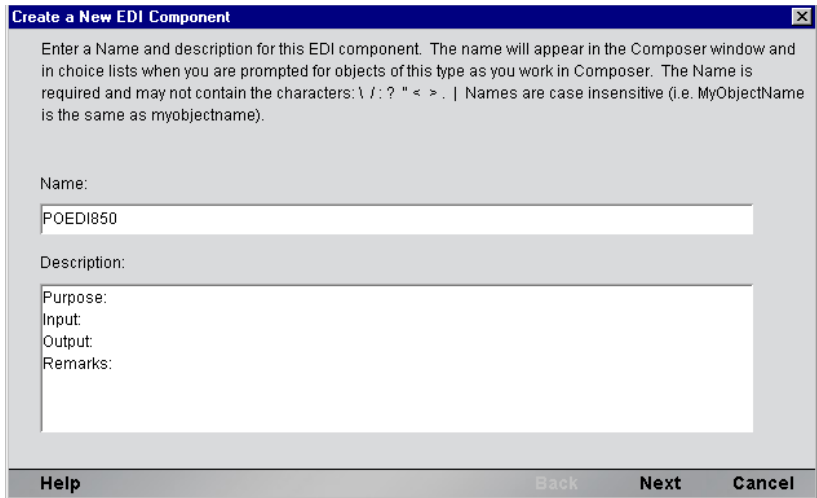 Create a New EDI Component
Enter a Name and description for this EDI component. The name will appear in the Composer window and
in choice lists when you are prompted for objects of this type as you work in Composer. The Name is
required and may not contain the characters: \ / : ? " < > . | Names are case insensitive (i.e. MyObjectName
is the same as myobjectname).
Name:
POEDI850
Description:
Purpose:
Input:
Output:
Remarks:
Help Back Next Cancel